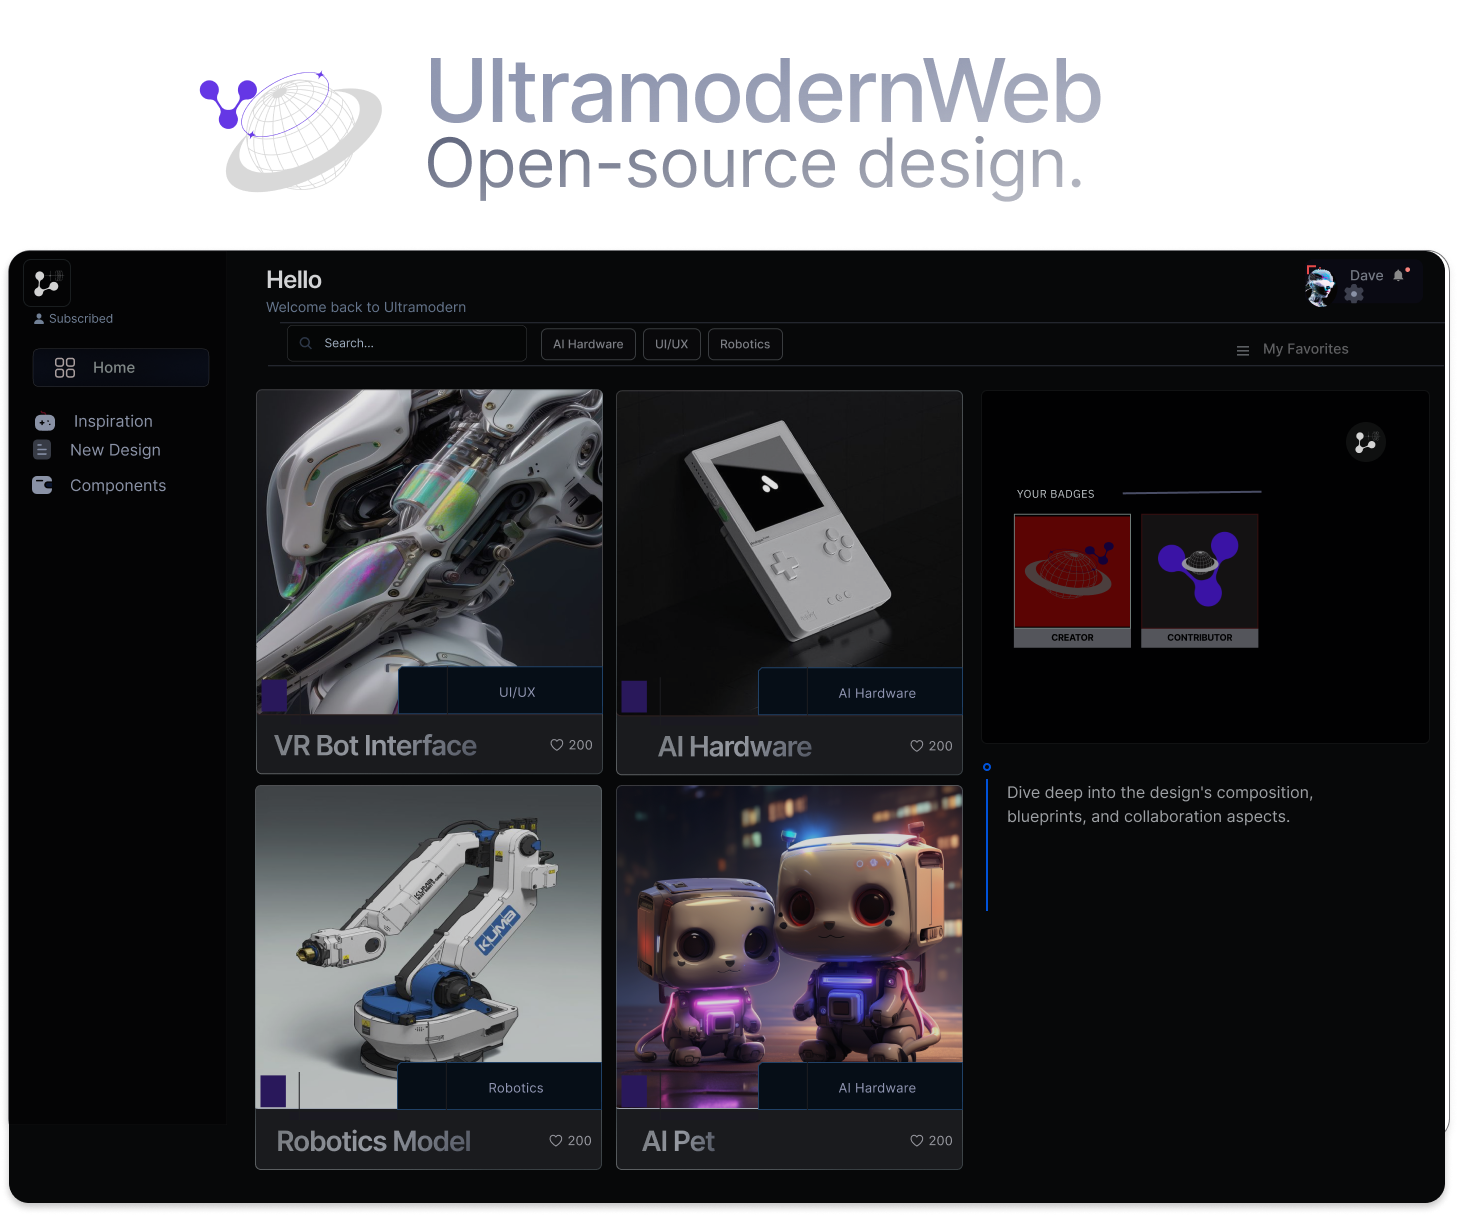 UltramodernWeb
Open-source design.
Hello
Welcome back to Ultramodern
Dave
Subscribed
Search...
AI Hardware
UI/UX
Robotics
My Favorites
Home
Inspiration
New Design
Components
UI/UX
VR Bot Interface
200
AI Hardware
AI Hardware
200
YOUR BADGES
CREATOR
CONTRIBUTOR
Dive deep into the design's composition,
blueprints, and collaboration aspects.
KUMA
Robotics
Robotics Model
200
AI Hardware
AI Pet
200